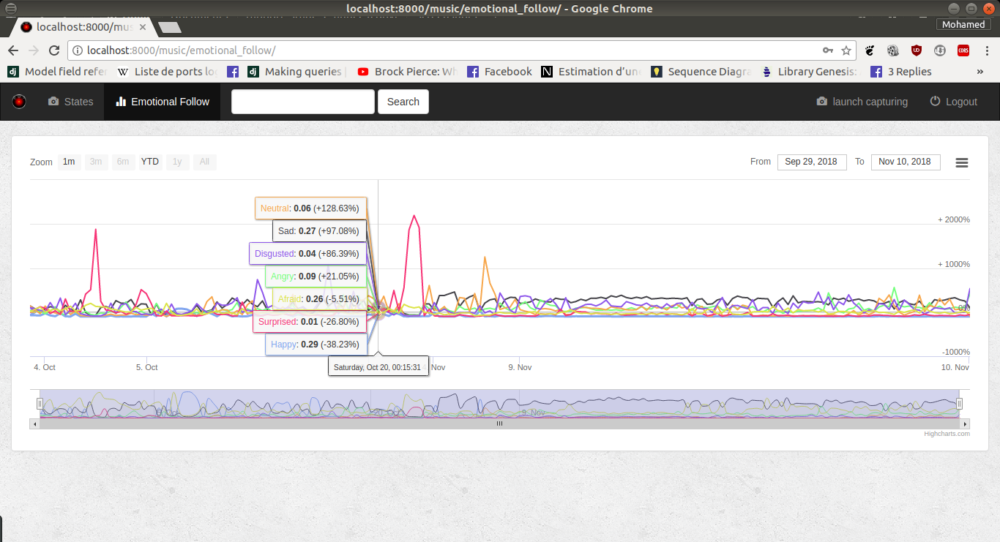 localhost:8000/music/emotional_follow/ - Google Chrome
localhost:8000/mus
Mohamed
localhost:8000/music/emotional_follow/
Model field refer Liste de ports log Making queries Brock Pierce: Wh Facebook Estimation d'une Sequence Diagra Library Genesis: 3 Replies »
States Emotional Follow Search launch capturing Logout
Zoom 1m 3m 6m YTD 1y All From Sep 29, 2018 To Nov 10, 2018
Neutral: 0.06 (+128.63%)
+ 2000%
Sad: 0.27 (+97.08%)
Disgusted: 0.04 (+86.39%)
+ 1000%
Angry: 0.09 (+21.05%)
Afraid: 0.26 (-5.51%)
0%
Surprised: 0.01 (-26.80%)
Happy: 0.29 (-38.23%)
-1000%
4. Oct 5. Oct Saturday, Oct 20, 00:15:31 Nov 9. Nov 10. Nov
9. Nov
Highcharts.com